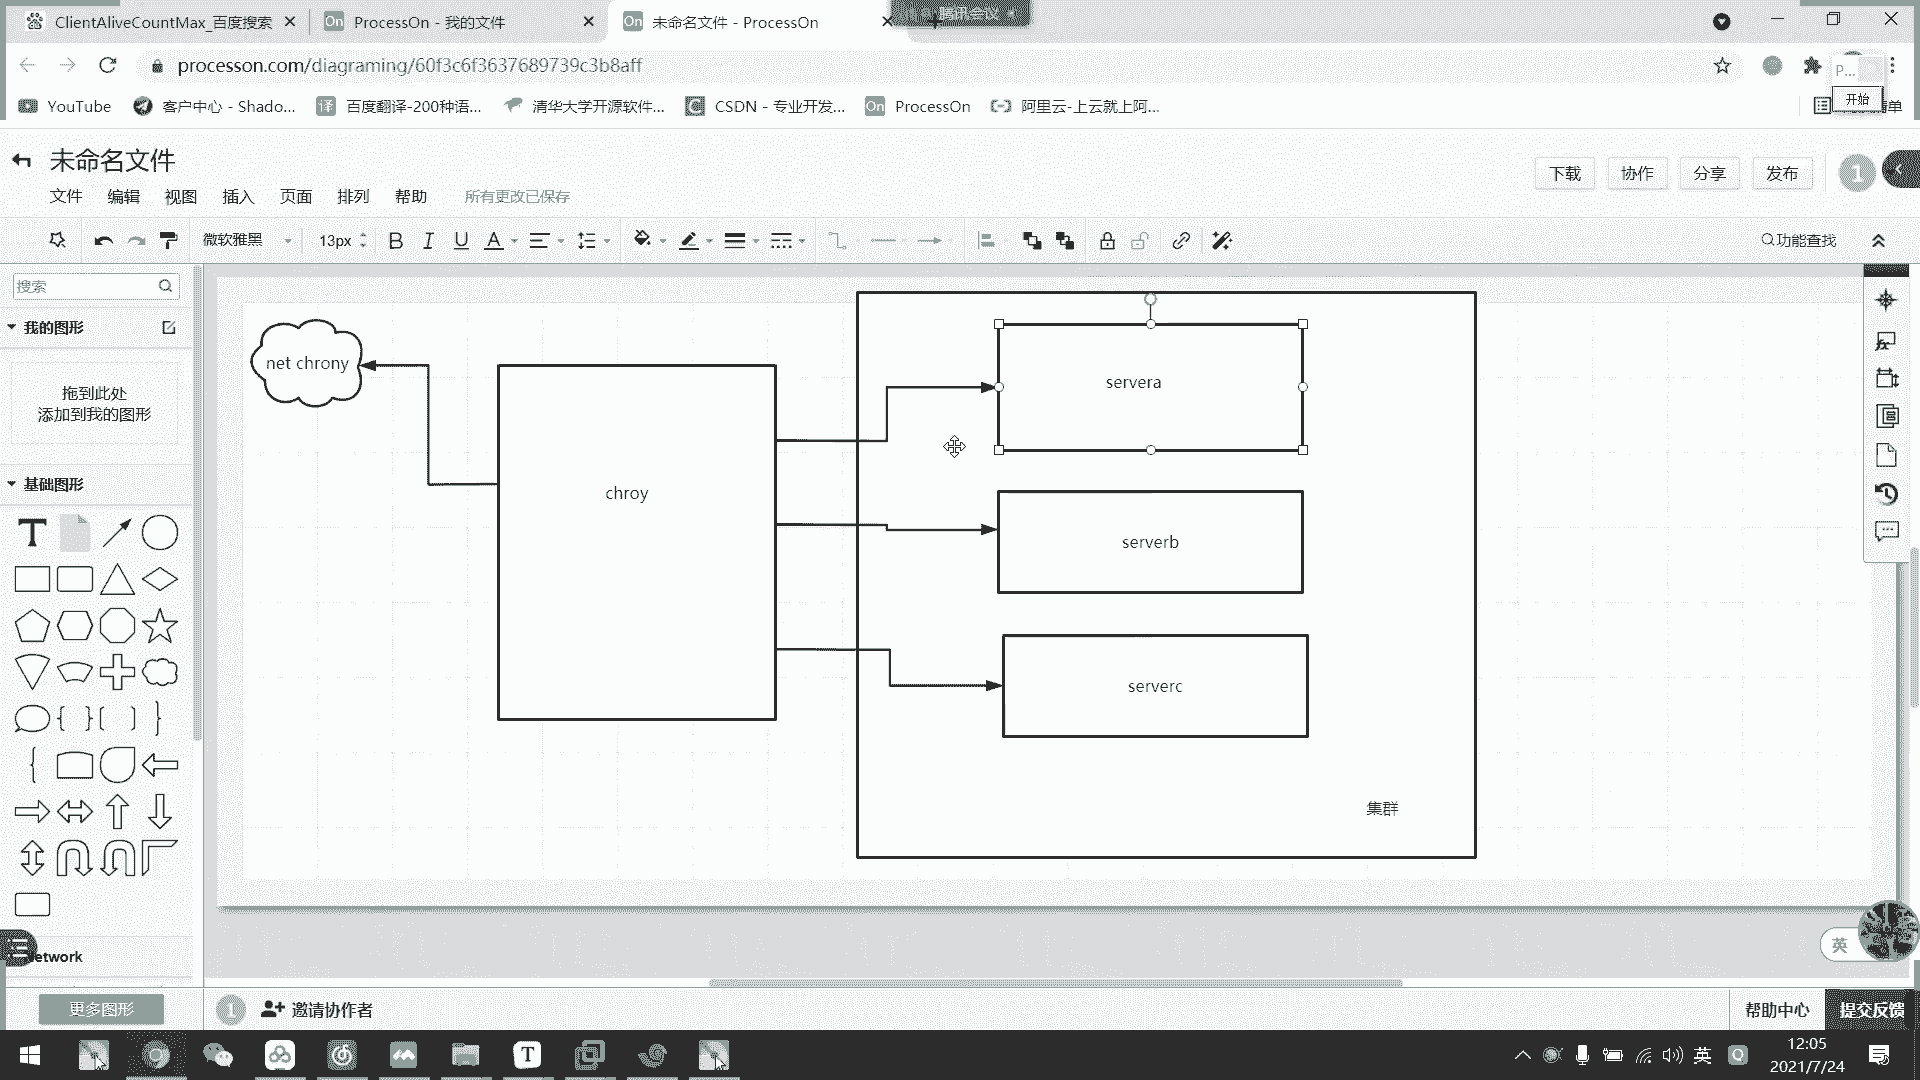 ClientAliveCountMax_百度搜索
ProcessOn - 我的文件
未命名文件 - ProcessOn
腾讯会议
processon.com/diagraming/60f3c6f3637689739c3b8aff
P...
开始
YouTube
客户中心 - Shado...
百度翻译-200种语...
清华大学开源软件...
CSDN - 专业开发...
ProcessOn
阿里云-上云就上阿...
清单
未命名文件
下载
协作
分享
发布
1
文件
编辑
视图
插入
页面
排列
帮助
所有更改已保存
微软雅黑
13px
B
I
U
A
功能查找
搜索
我的图形
拖到此处
添加到我的图形
基础图形
T
net chrony
chroy
servera
serverb
serverc
集群
etwork
英
更多图形
1
邀请协作者
帮助中心
提交反馈
英
12:05
2021/7/24